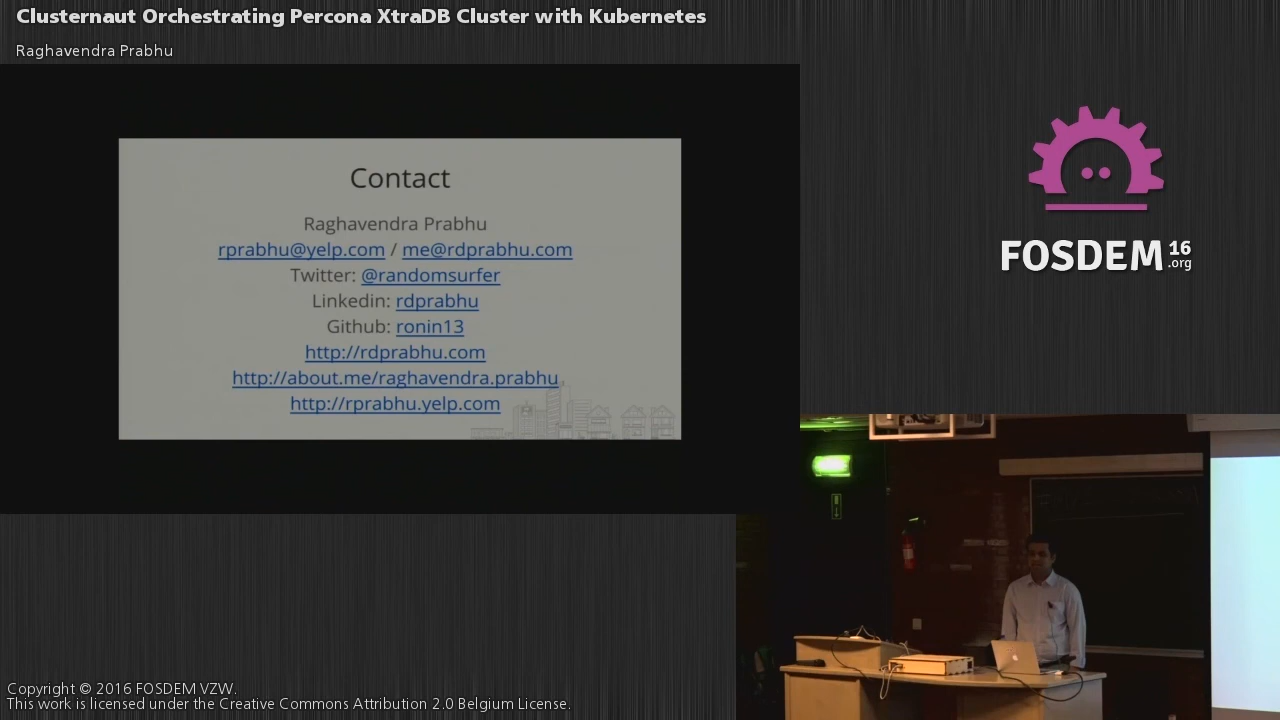 Clusternaut Orchestrating Percona XtraDB Cluster with Kubernetes
Raghavendra Prabhu
Contact
Raghavendra Prabhu
rprabhu@yelp.com / me@rdprabhu.com
Twitter: @randomsurfer
Linkedin: rdprabhu
Github: ronin13
http://rdprabhu.com
http://about.me/raghavendra.prabhu
http://rprabhu.yelp.com
FOSDEM 16 .org
Copyright © 2016 FOSDEM VZW.
This work is licensed under the Creative Commons Attribution 2.0 Belgium License.